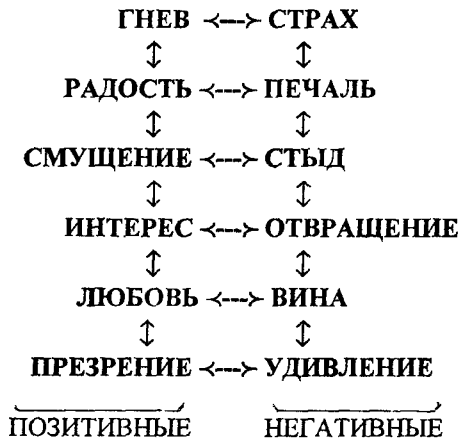 ГНЕВ СТРАХ
РАДОСТЬ ПЕЧАЛЬ
СМУЩЕНИЕ СТЫД
ИНТЕРЕС ОТВРАЩЕНИЕ
ЛЮБОВЬ ВИНА
ПРЕЗРЕНИЕ УДИВЛЕНИЕ
ПОЗИТИВНЫЕ НЕГАТИВНЫЕ